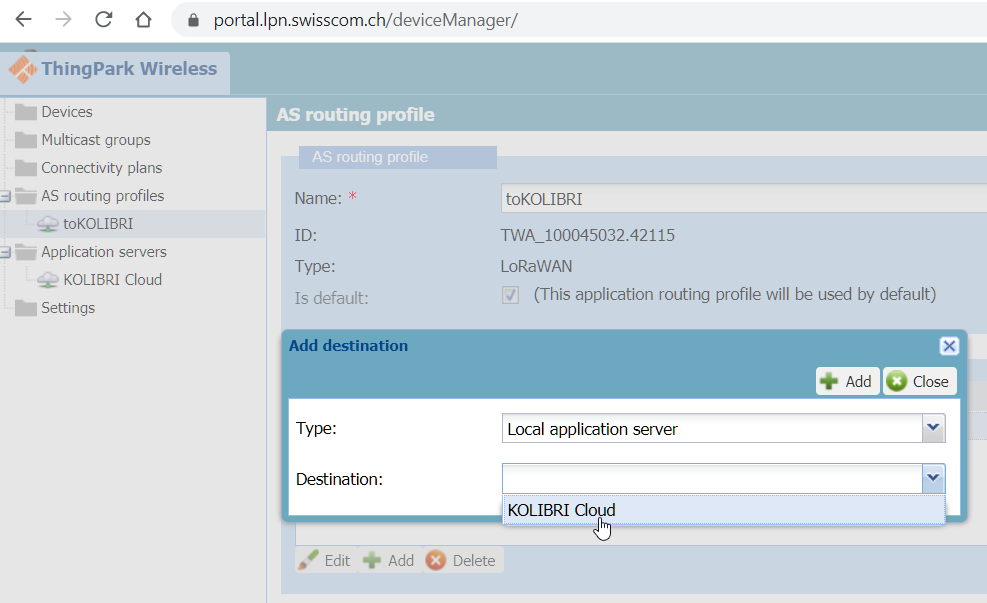 portal.lpn.swisscom.ch/deviceManager/
ThingPark Wireless
Devices
Multicast groups
Connectivity plans
AS routing profiles
toKOLIBRI
Application servers
KOLIBRI Cloud
Settings
AS routing profile
AS routing profile
Name: * toKOLIBRI
ID: TWA_100045032.42115
Type: LoRaWAN
Is default: (This application routing profile will be used by default)
Add destination
Add Close
Type: Local application server
Destination:
KOLIBRI Cloud
Edit Add Delete